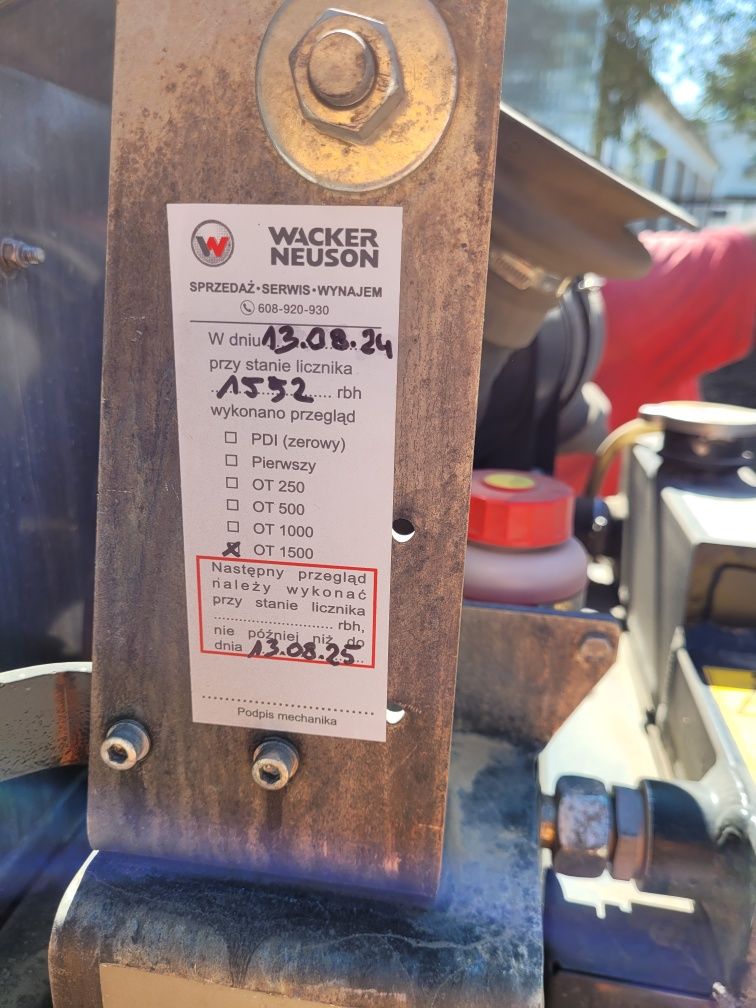 W
WACKER
NEUSON
SPRZEDAŻ•SERWIS•WYNAJEM
608-920-930
W dniu 13.08.24
przy stanie licznika
1552 rbh
wykonano przegląd
PDI (zerowy)
Pierwszy
OT 250
OT 500
OT 1000
OT 1500
Następny przegląd
należy wykonać
przy stanie licznika
.............................. rbh,
nie później niż do
dnia 13.08.25
Podpis mechanika